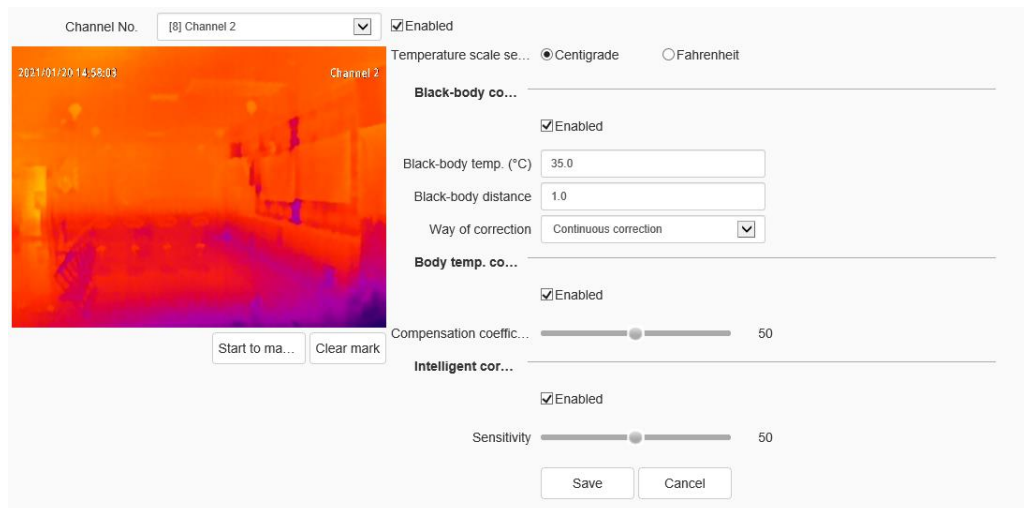 Channel No.
[8] Channel 2
Enabled
2021/01/20 14:58:03
Channel 2
Start to ma...
Clear mark
Temperature scale se...
Centigrade
Fahrenheit
Black-body co...
Enabled
Black-body temp. (°C)
35.0
Black-body distance
1.0
Way of correction
Continuous correction
Body temp. co...
Enabled
Compensation coeffic...
50
Intelligent cor...
Enabled
Sensitivity
50
Save
Cancel